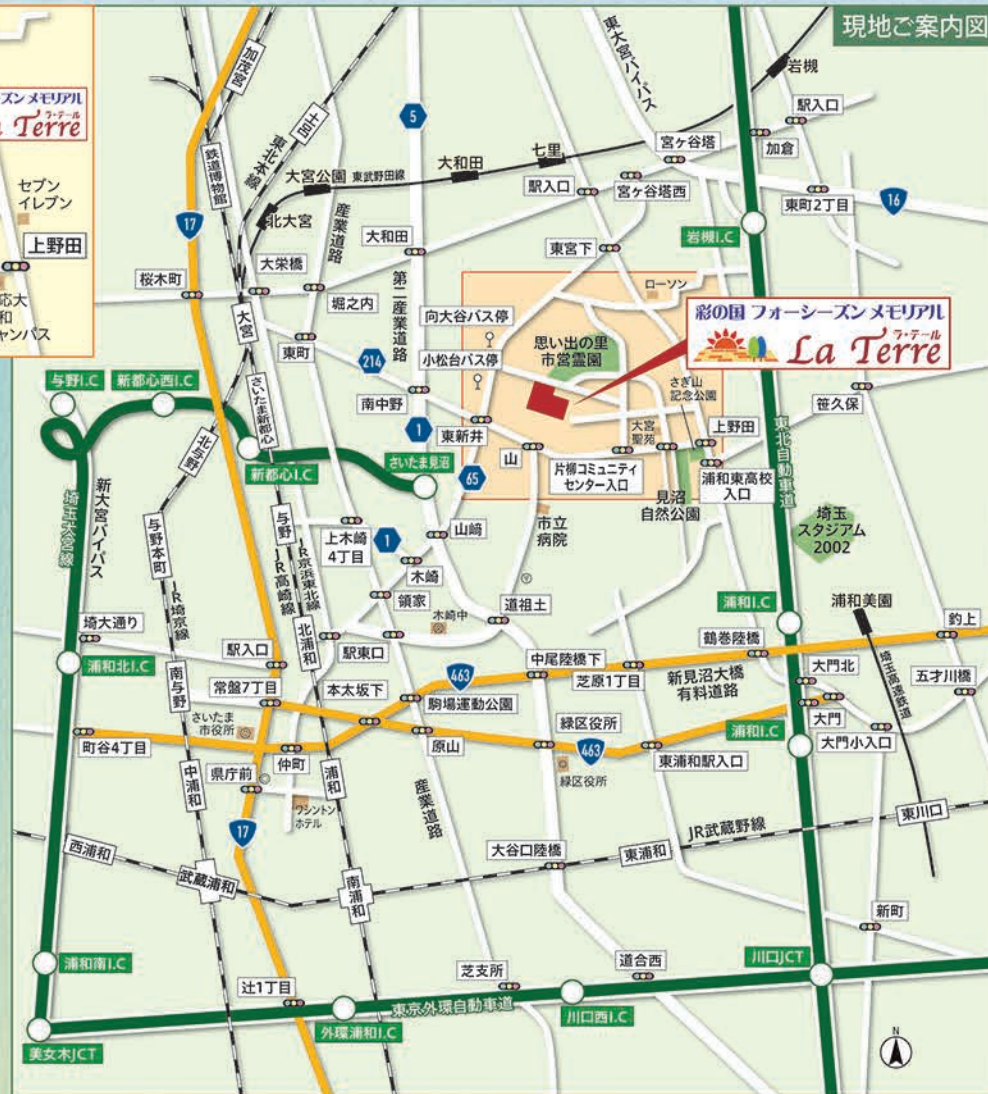 現地ご案内図
ーズン メモリアル
ラ・テール
a Terre
セブン
イレブン
上野田
応大
和
ャンパス
加茂宮
土呂
東北本線
鉄道博物館
大宮公園
東武野田線
北大宮
産業道路
5
大和田
七里
東大宮バイパス
岩槻
駅入口
宮ヶ谷塔
加倉
駅入口
宮ヶ谷塔西
東町2丁目
16
17
大和田
東宮下
岩槻I.C
桜木町
大栄橋
堀之内
第二産業道路
ローソン
大宮
向大谷バス停
彩の国 フォーシーズン メモリアル
ラ・テール
La Terre
東町
214
小松台バス停
思い出の里
市営霊園
与野I.C
新都心西I.C
さいたま新都心
南中野
さぎ山
記念公園
笹久保
北与野
1
東新井
大宮
聖苑
上野田
東北自動車道
新都心I.C
さいたま見沼
山
片柳コミュニティ
センター入口
浦和東高校
入口
65
見沼
自然公園
埼玉大宮線
新大宮バイパス
与野本町
与野
JR高崎線
JR京浜東北線
上木崎
4丁目
1
山崎
市立
病院
埼玉
スタジアム
2002
木崎
JR埼京線
領家
木崎中
道祖土
浦和I.C
浦和美園
埼大通り
北浦和
釣上
浦和北I.C
駅入口
駅東口
中尾陸橋下
鶴巻陸橋
南与野
常盤7丁目
本太坂下
463
芝原1丁目
新見沼大橋
有料道路
大門北
埼玉高速鉄道
五才川橋
さいたま
市役所
駒場運動公園
緑区役所
大門
町谷4丁目
仲町
原山
463
浦和I.C
大門小入口
東浦和駅入口
中浦和
県庁前
浦和
緑区役所
ワシントン
ホテル
産業道路
東川口
17
JR武蔵野線
西浦和
大谷口陸橋
東浦和
武蔵浦和
南浦和
新町
浦和南I.C
芝支所
道合西
川口JCT
辻1丁目
東京外環自動車道
外環浦和I.C
川口西I.C
美女木JCT
N